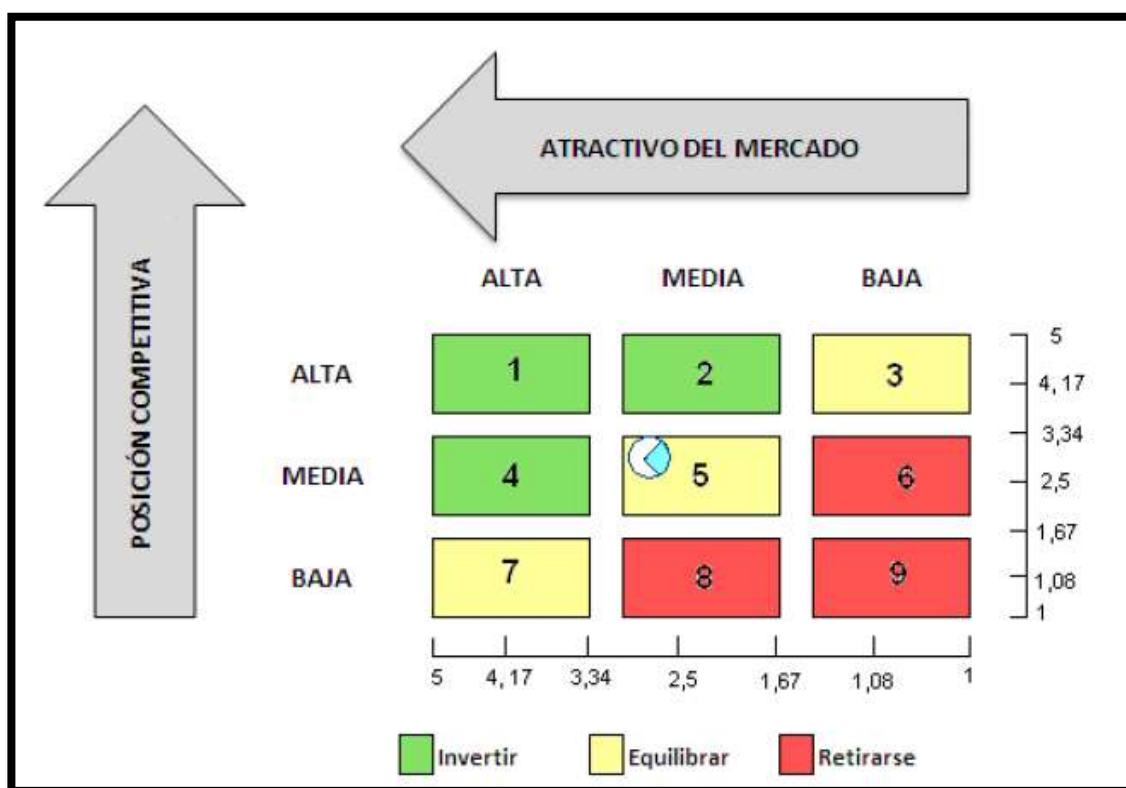 ATRACTIVO DEL MERCADO
POSICIÓN COMPETITIVA
ALTA MEDIA BAJA
ALTA 1 2 3
5
4,17
3,34
MEDIA 4 5 6
2,5
1,67
BAJA 7 8 9
1,08
1
5 4,17 3,34 2,5 1,67 1,08 1
Invertir Equilibrar Retirarse